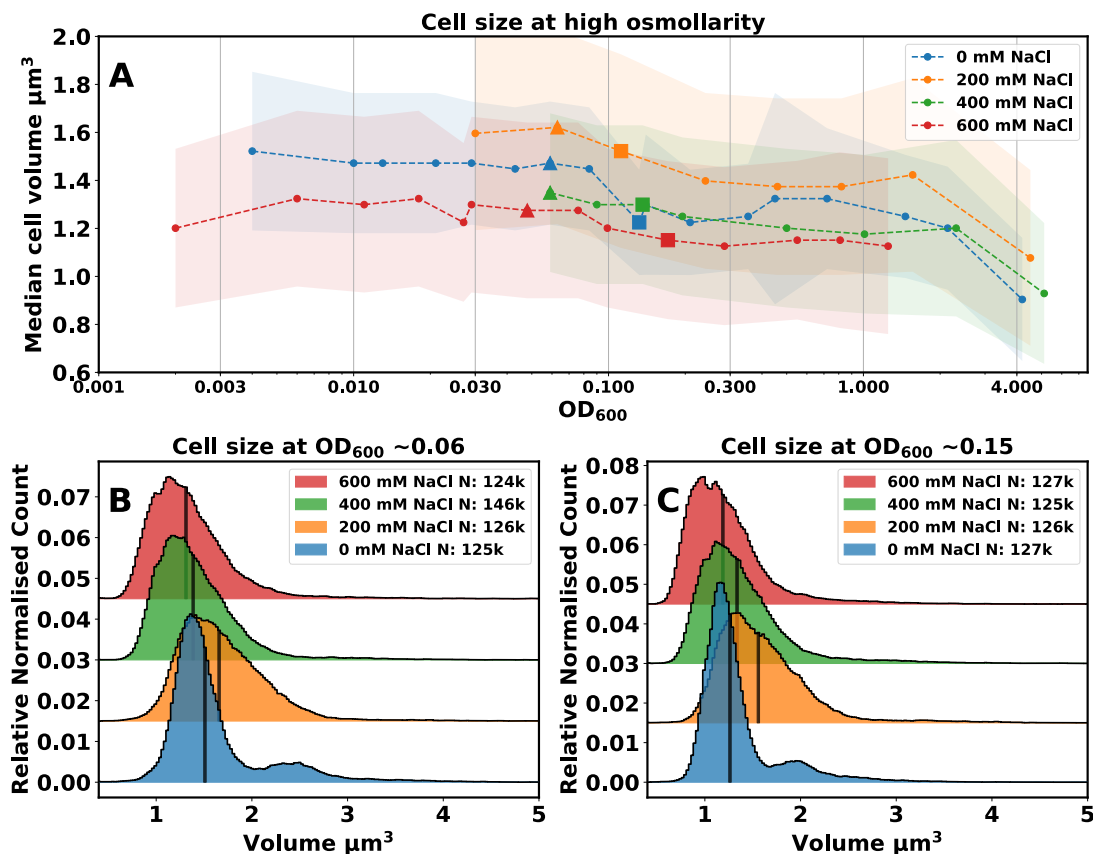 Cell size at high osmollarity
A
Median cell volume μm³
2.0
1.8
1.6
1.4
1.2
1.0
0.8
0.6
0 mM NaCl
200 mM NaCl
400 mM NaCl
600 mM NaCl
0.001
0.003
0.010
0.030
0.100
0.300
1.000
4.000
OD₆₀₀
Cell size at OD₆₀₀ ~0.06
B
Relative Normalised Count
0.07
0.06
0.05
0.04
0.03
0.02
0.01
0.00
600 mM NaCl N: 124k
400 mM NaCl N: 146k
200 mM NaCl N: 126k
0 mM NaCl N: 125k
1 2 3 4 5
Volume μm³
Cell size at OD₆₀₀ ~0.15
C
Relative Normalised Count
0.08
0.07
0.06
0.05
0.04
0.03
0.02
0.01
0.00
600 mM NaCl N: 127k
400 mM NaCl N: 125k
200 mM NaCl N: 126k
0 mM NaCl N: 127k
1 2 3 4 5
Volume μm³